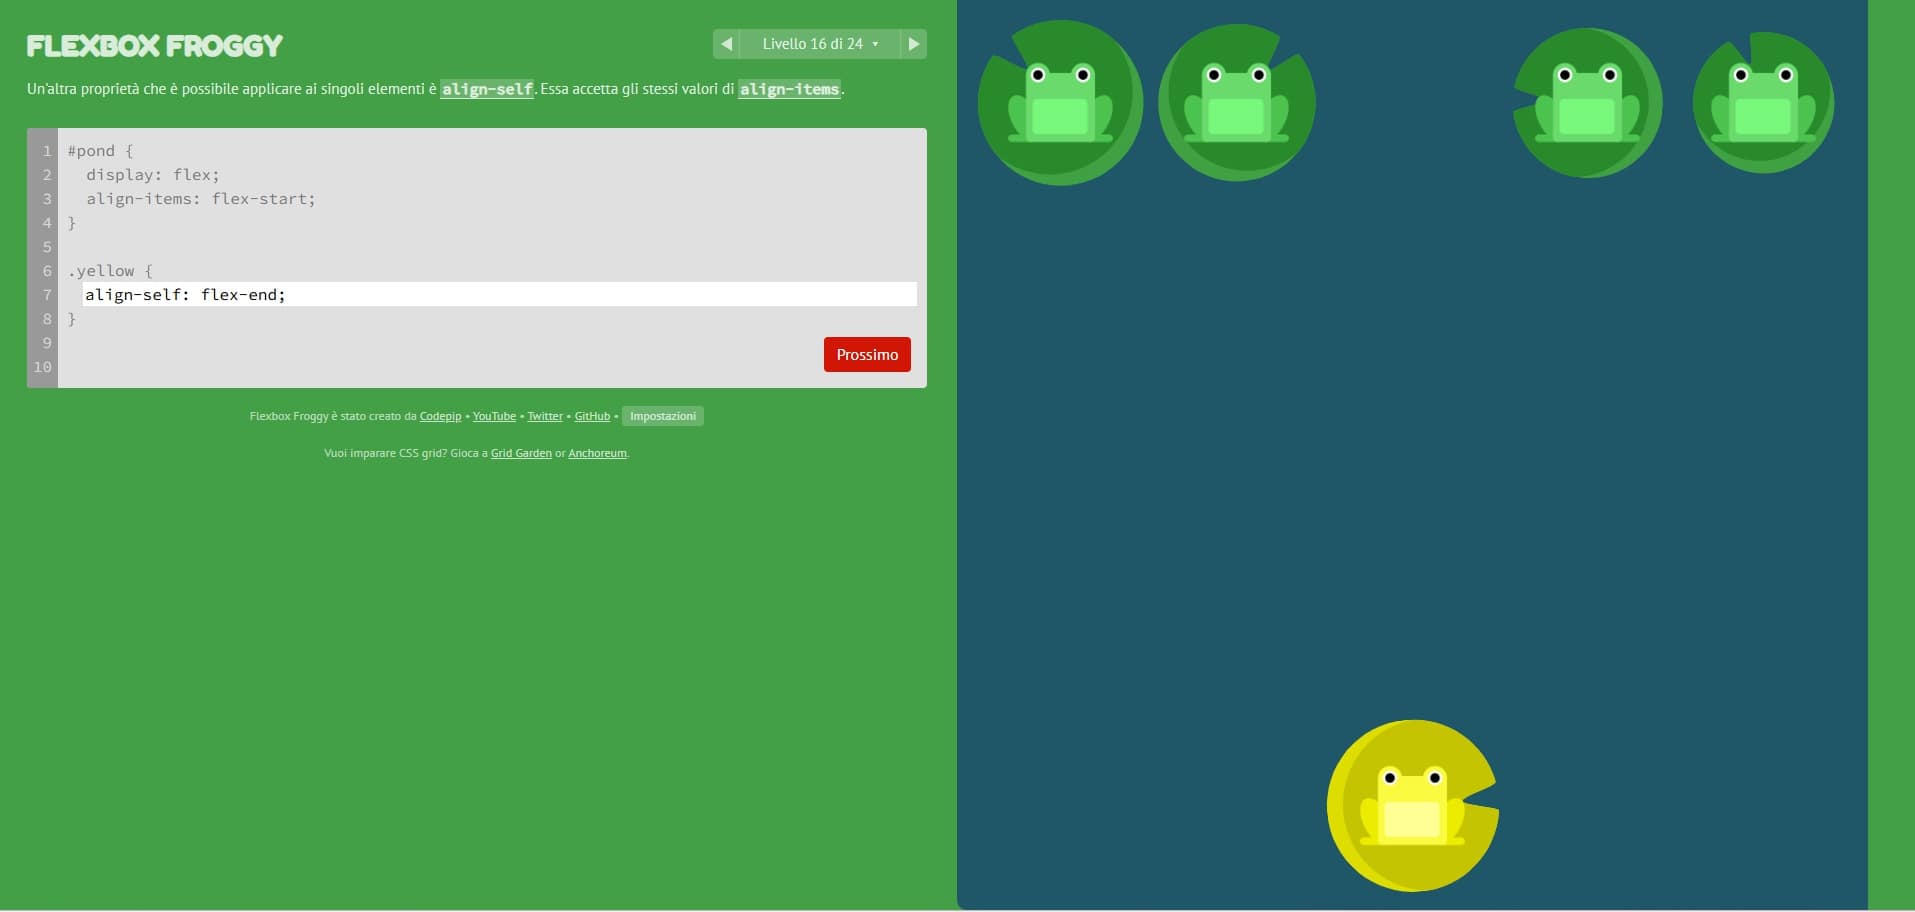 FLEXBOX FROGGY
◀ Livello 16 di 24 ▾ ▶
Un'altra proprietà che è possibile applicare ai singoli elementi è align-self. Essa accetta gli stessi valori di align-items.
1 #pond {
2 display: flex;
3 align-items: flex-start;
4 }
5
6 .yellow {
7 align-self: flex-end;
8 }
9
10
Prossimo
Flexbox Froggy è stato creato da Codepip • YouTube • Twitter • GitHub • Impostazioni
Vuoi imparare CSS grid? Gioca a Grid Garden or Anchoreum.